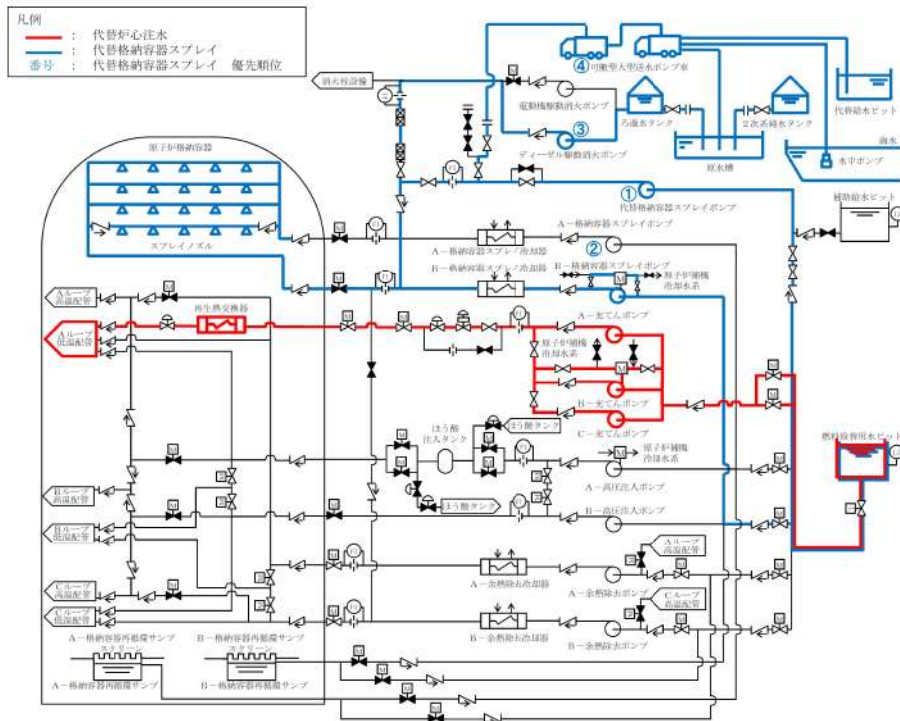 凡例
： 代替炉心注水
： 代替格納容器スプレイ
番号 ： 代替格納容器スプレイ 優先順位
④
可搬型大型送水ポンプ車
消火栓設備
M
電動機駆動消火ポンプ
ろ過水タンク
2次系純水タンク
代替給水ピット
海水
③
ディーゼル駆動消火ポンプ
原水槽
水中ポンプ
原子炉格納容器
①
代替格納容器スプレイポンプ
補助給水ピット
A－格納容器スプレイポンプ
スプレイノズル
A－格納容器スプレイ冷却器
②
B－格納容器スプレイ冷却器
B－格納容器スプレイポンプ
原子炉補機
冷却水系
Aループ
高温配管
再生熱交換器
A－充てんポンプ
Aループ
低温配管
原子炉補機
冷却水系
B－充てんポンプ
C－充てんポンプ
燃料取替用水ピット
ほう酸
注入タンク
ほう酸タンク
原子炉補機
冷却水系
A－高圧注入ポンプ
Bループ
高温配管
ほう酸タンク
B－高圧注入ポンプ
Bループ
低温配管
Aループ
高温配管
A－余熱除去冷却器
A－余熱除去ポンプ
Cループ
高温配管
Cループ
高温配管
Cループ
低温配管
B－余熱除去冷却器
B－余熱除去ポンプ
A－格納容器再循環サンプ
スクリーン
B－格納容器再循環サンプ
スクリーン
A－格納容器再循環サンプ
B－格納容器再循環サンプ